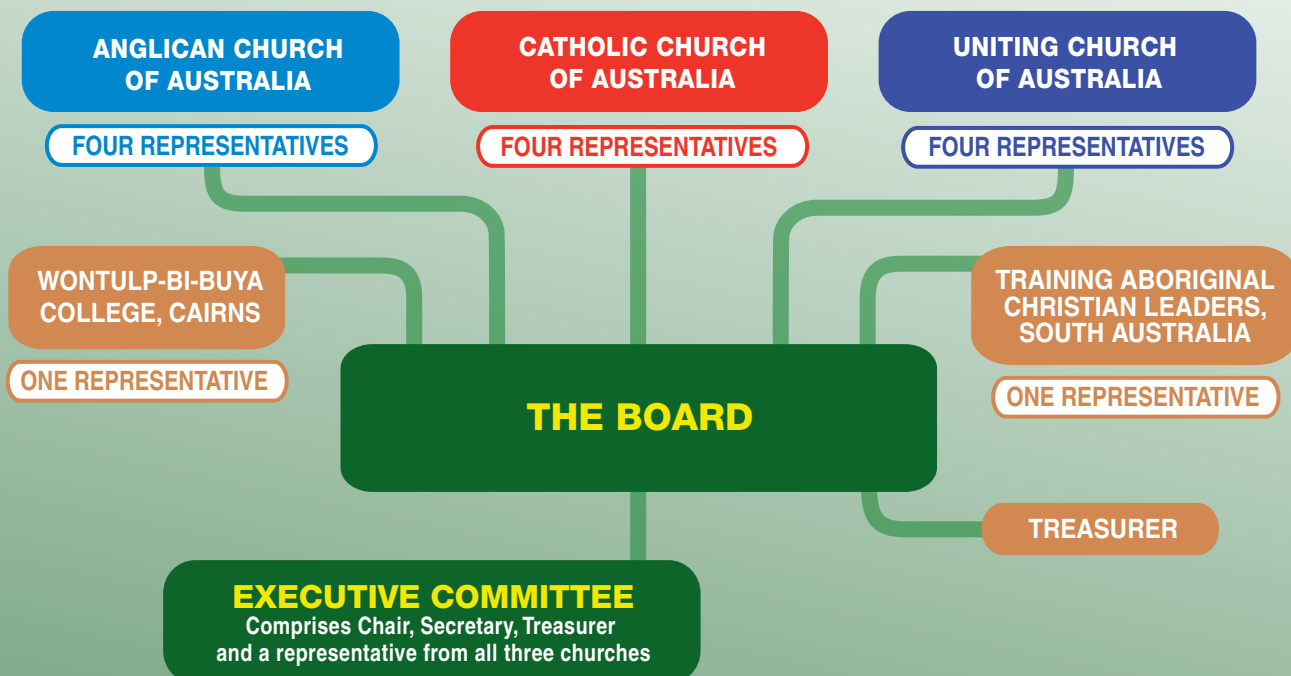 ANGLICAN CHURCH
OF AUSTRALIA
FOUR REPRESENTATIVES
CATHOLIC CHURCH
OF AUSTRALIA
FOUR REPRESENTATIVES
UNITING CHURCH
OF AUSTRALIA
FOUR REPRESENTATIVES
WONTULP-BI-BUYA
COLLEGE, CAIRNS
ONE REPRESENTATIVE
TRAINING ABORIGINAL
CHRISTIAN LEADERS,
SOUTH AUSTRALIA
ONE REPRESENTATIVE
THE BOARD
TREASURER
EXECUTIVE COMMITTEE
Comprises Chair, Secretary, Treasurer
and a representative from all three churches